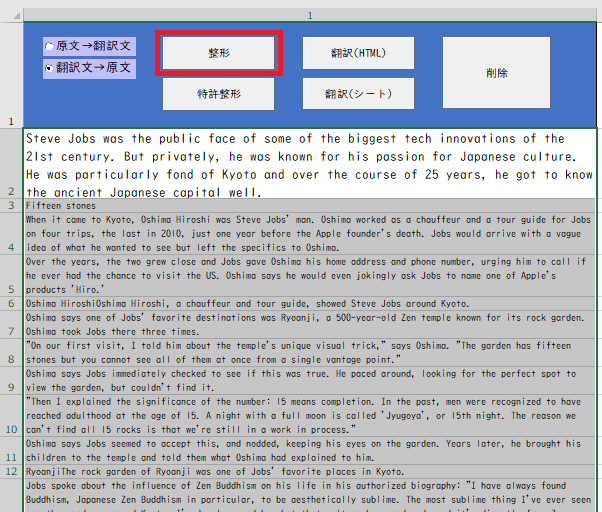 1
原文→翻訳文
翻訳文→原文
整形
特許整形
翻訳(HTML)
翻訳(シート)
削除
1
Steve Jobs was the public face of some of the biggest tech innovations of the
21st century. But privately, he was known for his passion for Japanese culture.
He was particularly fond of Kyoto and over the course of 25 years, he got to know
2 the ancient Japanese capital well.
3 Fifteen stones
When it came to Kyoto, Oshima Hiroshi was Steve Jobs' man. Oshima worked as a chauffeur and a tour guide for Jobs
on four trips, the last in 2010, just one year before the Apple founder's death. Jobs would arrive with a vague
4 idea of what he wanted to see but left the specifics to Oshima.
Over the years, the two grew close and Jobs gave Oshima his home address and phone number, urging him to call if
he ever had the chance to visit the US. Oshima says he would even jokingly ask Jobs to name one of Apple's
5 products 'Hiro.'
6 Oshima HiroshiOshima Hiroshi, a chauffeur and tour guide, showed Steve Jobs around Kyoto.
Oshima says one of Jobs' favorite destinations was Ryoanji, a 500-year-old Zen temple known for its rock garden.
7 Oshima took Jobs there three times.
"On our first visit, I told him about the temple's unique visual trick," says Oshima. "The garden has fifteen
8 stones but you cannot see all of them at once from a single vantage point."
Oshima says Jobs immediately checked to see if this was true. He paced around, looking for the perfect spot to
9 view the garden, but couldn't find it.
"Then I explained the significance of the number: 15 means completion. In the past, men were recognized to have
reached adulthood at the age of 15. A night with a full moon is called 'Jyugoya', or 15th night. The reason we
10 can't find all 15 rocks is that we're still in a work in process."
Oshima says Jobs seemed to accept this, and nodded, keeping his eyes on the garden. Years later, he brought his
11 children to the temple and told them what Oshima had explained to him.
12 RyoanjiThe rock garden of Ryoanji was one of Jobs' favorite places in Kyoto.
Jobs spoke about the influence of Zen Buddhism on his life in his authorized biography: "I have always found
Buddhism, Japanese Zen Buddhism in particular, to be aesthetically sublime. The most sublime thing I've ever seen